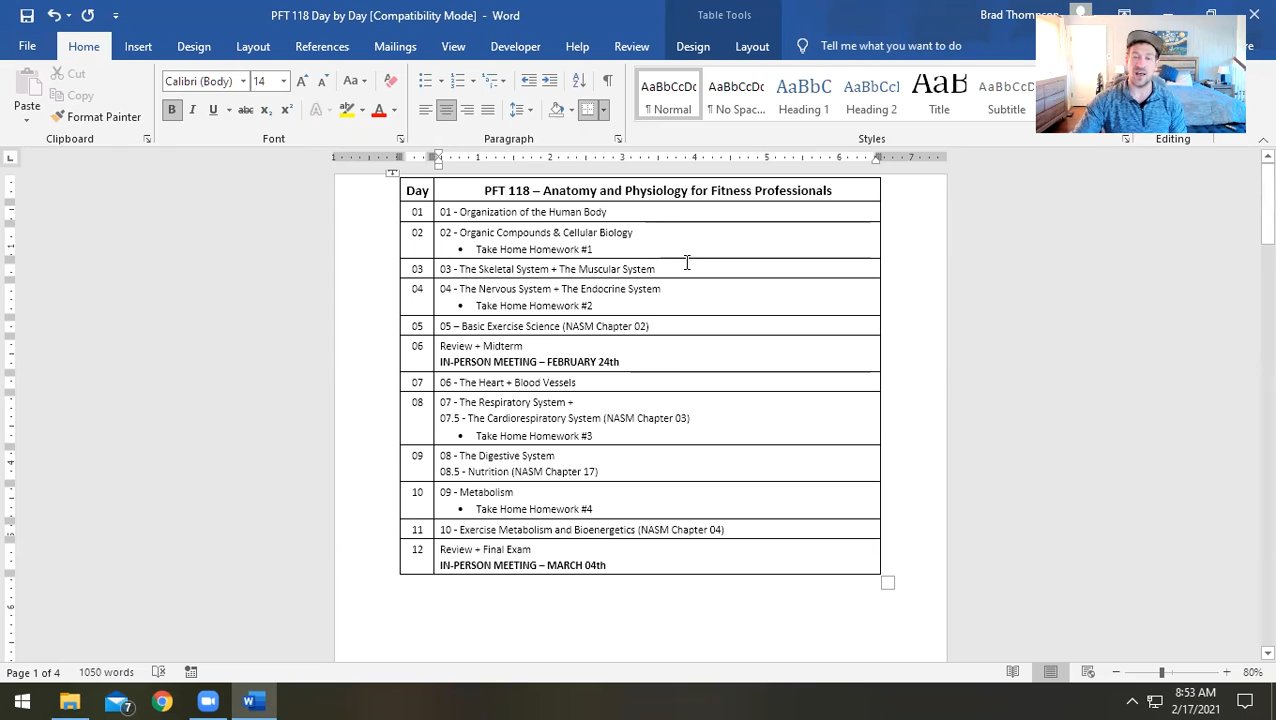 PFT 118 Day by Day [Compatibility Mode] - Word
Table Tools
Brad Thompson
File Home Insert Design Layout References Mailings View Developer Help Review Design Layout Tell me what you want to do
Paste
Cut
Copy
Format Painter
Clipboard
Calibri (Body) 14
Font
Paragraph
AaBbCcDc AaBbCcDc AaBbC AaBbCcI AaB AaBbCcD
¶ Normal ¶ No Spac... Heading 1 Heading 2 Title Subtitle
Styles
Editing
1 1 2 3 4 5 6 7
Day PFT 118 – Anatomy and Physiology for Fitness Professionals
01 01 - Organization of the Human Body
02 02 - Organic Compounds & Cellular Biology
• Take Home Homework #1
03 03 - The Skeletal System + The Muscular System
04 04 - The Nervous System + The Endocrine System
• Take Home Homework #2
05 05 – Basic Exercise Science (NASM Chapter 02)
06 Review + Midterm
IN-PERSON MEETING – FEBRUARY 24th
07 06 - The Heart + Blood Vessels
08 07 - The Respiratory System +
07.5 - The Cardiorespiratory System (NASM Chapter 03)
• Take Home Homework #3
09 08 - The Digestive System
08.5 - Nutrition (NASM Chapter 17)
10 09 - Metabolism
• Take Home Homework #4
11 10 - Exercise Metabolism and Bioenergetics (NASM Chapter 04)
12 Review + Final Exam
IN-PERSON MEETING – MARCH 04th
Page 1 of 4 1050 words 80%
7
8:53 AM
2/17/2021